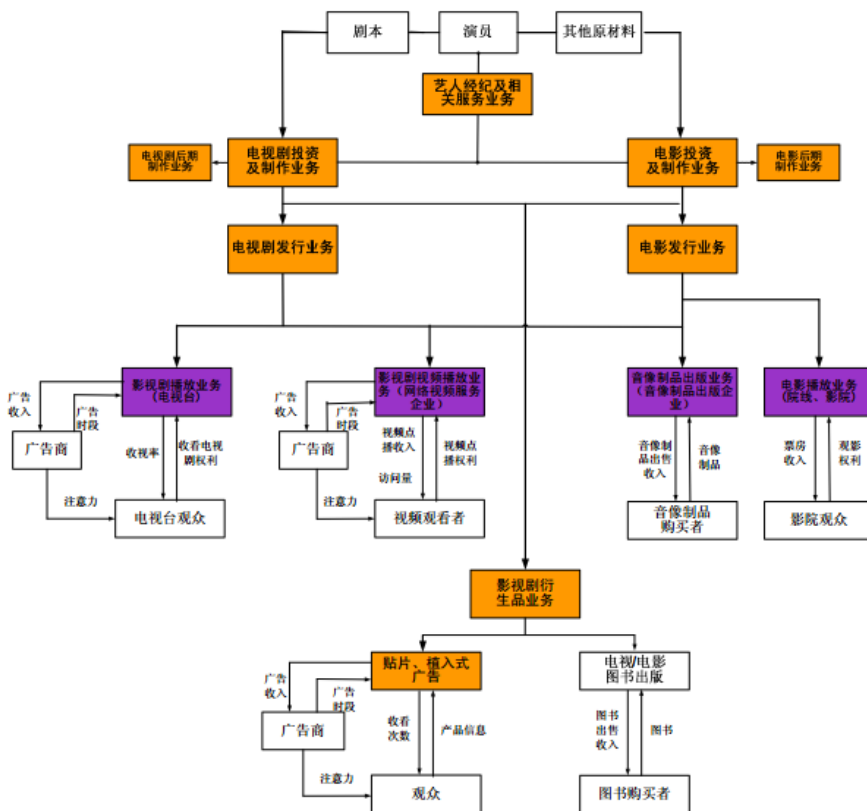 剧本
演员
其他原材料
艺人经纪及相
关服务业务
电视剧后期
制作业务
电视剧投资
及制作业务
电影投资
及制作业务
电影后期
制作业务
电视剧发行业务
电影发行业务
影视剧播放业务
(电视台)
影视剧视频播放业
务（网络视频服务
企业）
音像制品出版业务
（音像制品出版企
业）
电影播放业务
(院线、影院)
广告
收入
广告
时段
广告商
收视率
收看电视
剧权利
注意力
电视台观众
广告
收入
广告
时段
广告商
视频点
播收入
访问量
视频点
播权利
注意力
视频观看者
音像制
品出售
收入
音像
制品
音像制品
购买者
票房
收入
观影
权利
影院观众
影视剧衍
生品业务
贴片、植入式
广告
电视/电影
图书出版
广告
收入
广告
时段
广告商
收看
次数
产品信息
注意力
观众
图书
出售
收入
图书
图书购买者